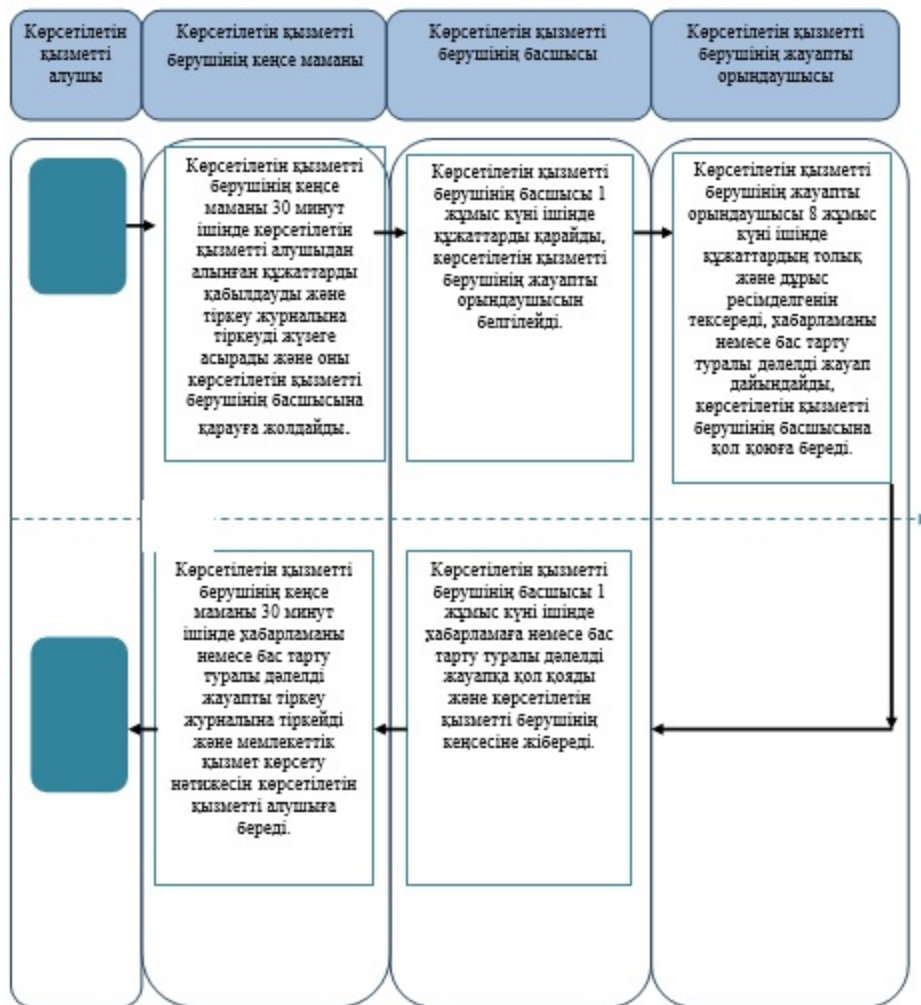 Көрсетілетін
қызметті
алушы
Көрсетілетін қызметті
берушінің кеңсе маманы
Көрсетілетін қызметті
берушінің басшысы
Көрсетілетін қызметті
берушінің жауапты
орындаушысы
Көрсетілетін қызметті
берушінің кеңсе
маманы 30 минут
ішінде көрсетілетін
қызметті алушыдан
алынған құжаттарды
қабылдауды және
тіркеу журналына
тіркеуді жүзеге
асырады және оны
көрсетілетін қызметті
берушінің басшысына
қарауға жолдайды.
Көрсетілетін қызметті
берушінің басшысы 1
жұмыс күні ішінде
құжаттарды қарайды,
көрсетілетін қызметті
берушінің жауапты
орындаушысын
белгілейді.
Көрсетілетін қызметті
берушінің жауапты
орындаушысы 8 жұмыс
күні ішінде
құжаттардың толық
және дұрыс
ресімделгенін
тексереді, хабарламаны
немесе бас тарту
туралы дәлелді жауап
дайындайды,
көрсетілетін қызметті
берушінің басшысына
қол қоюға береді.
Көрсетілетін қызметті
берушінің кеңсе
маманы 30 минут
ішінде хабарламаны
немесе бас тарту
туралы дәлелді
жауапты тіркеу
журналына тіркейді
және мемлекеттік
қызмет көрсету
нәтижесін көрсетілетін
қызметті алушыға
береді.
Көрсетілетін қызметті
берушінің басшысы 1
жұмыс күні ішінде
хабарламаға немесе бас
тарту туралы дәлелді
жауапқа қол қояды
және көрсетілетін
қызметті берушінің
кеңсесіне жібереді.